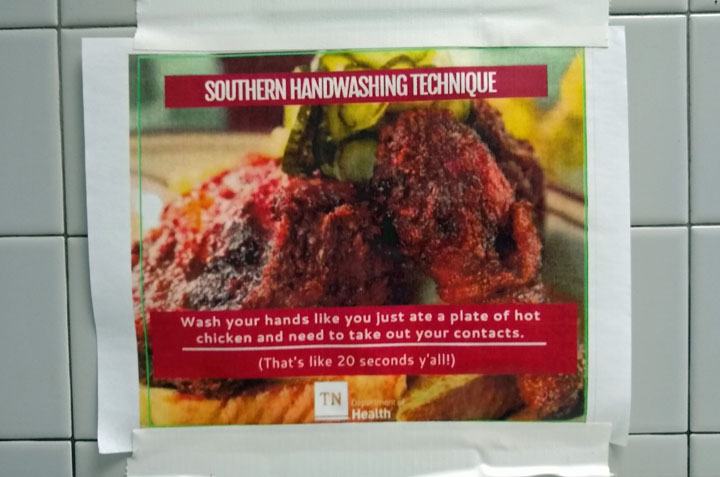 SOUTHERN HANDWASHING TECHNIQUE
Wash your hands like you just ate a plate of hot
chicken and need to take out your contacts.
(That's like 20 seconds y'all!)
TN
Department of
Health